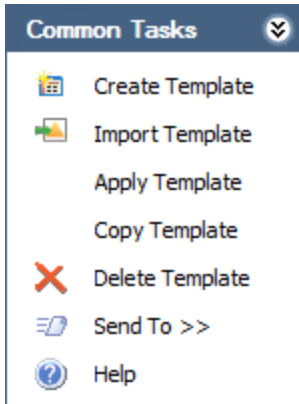 Common Tasks
Create Template
Import Template
Apply Template
Copy Template
Delete Template
Send To >>
Help